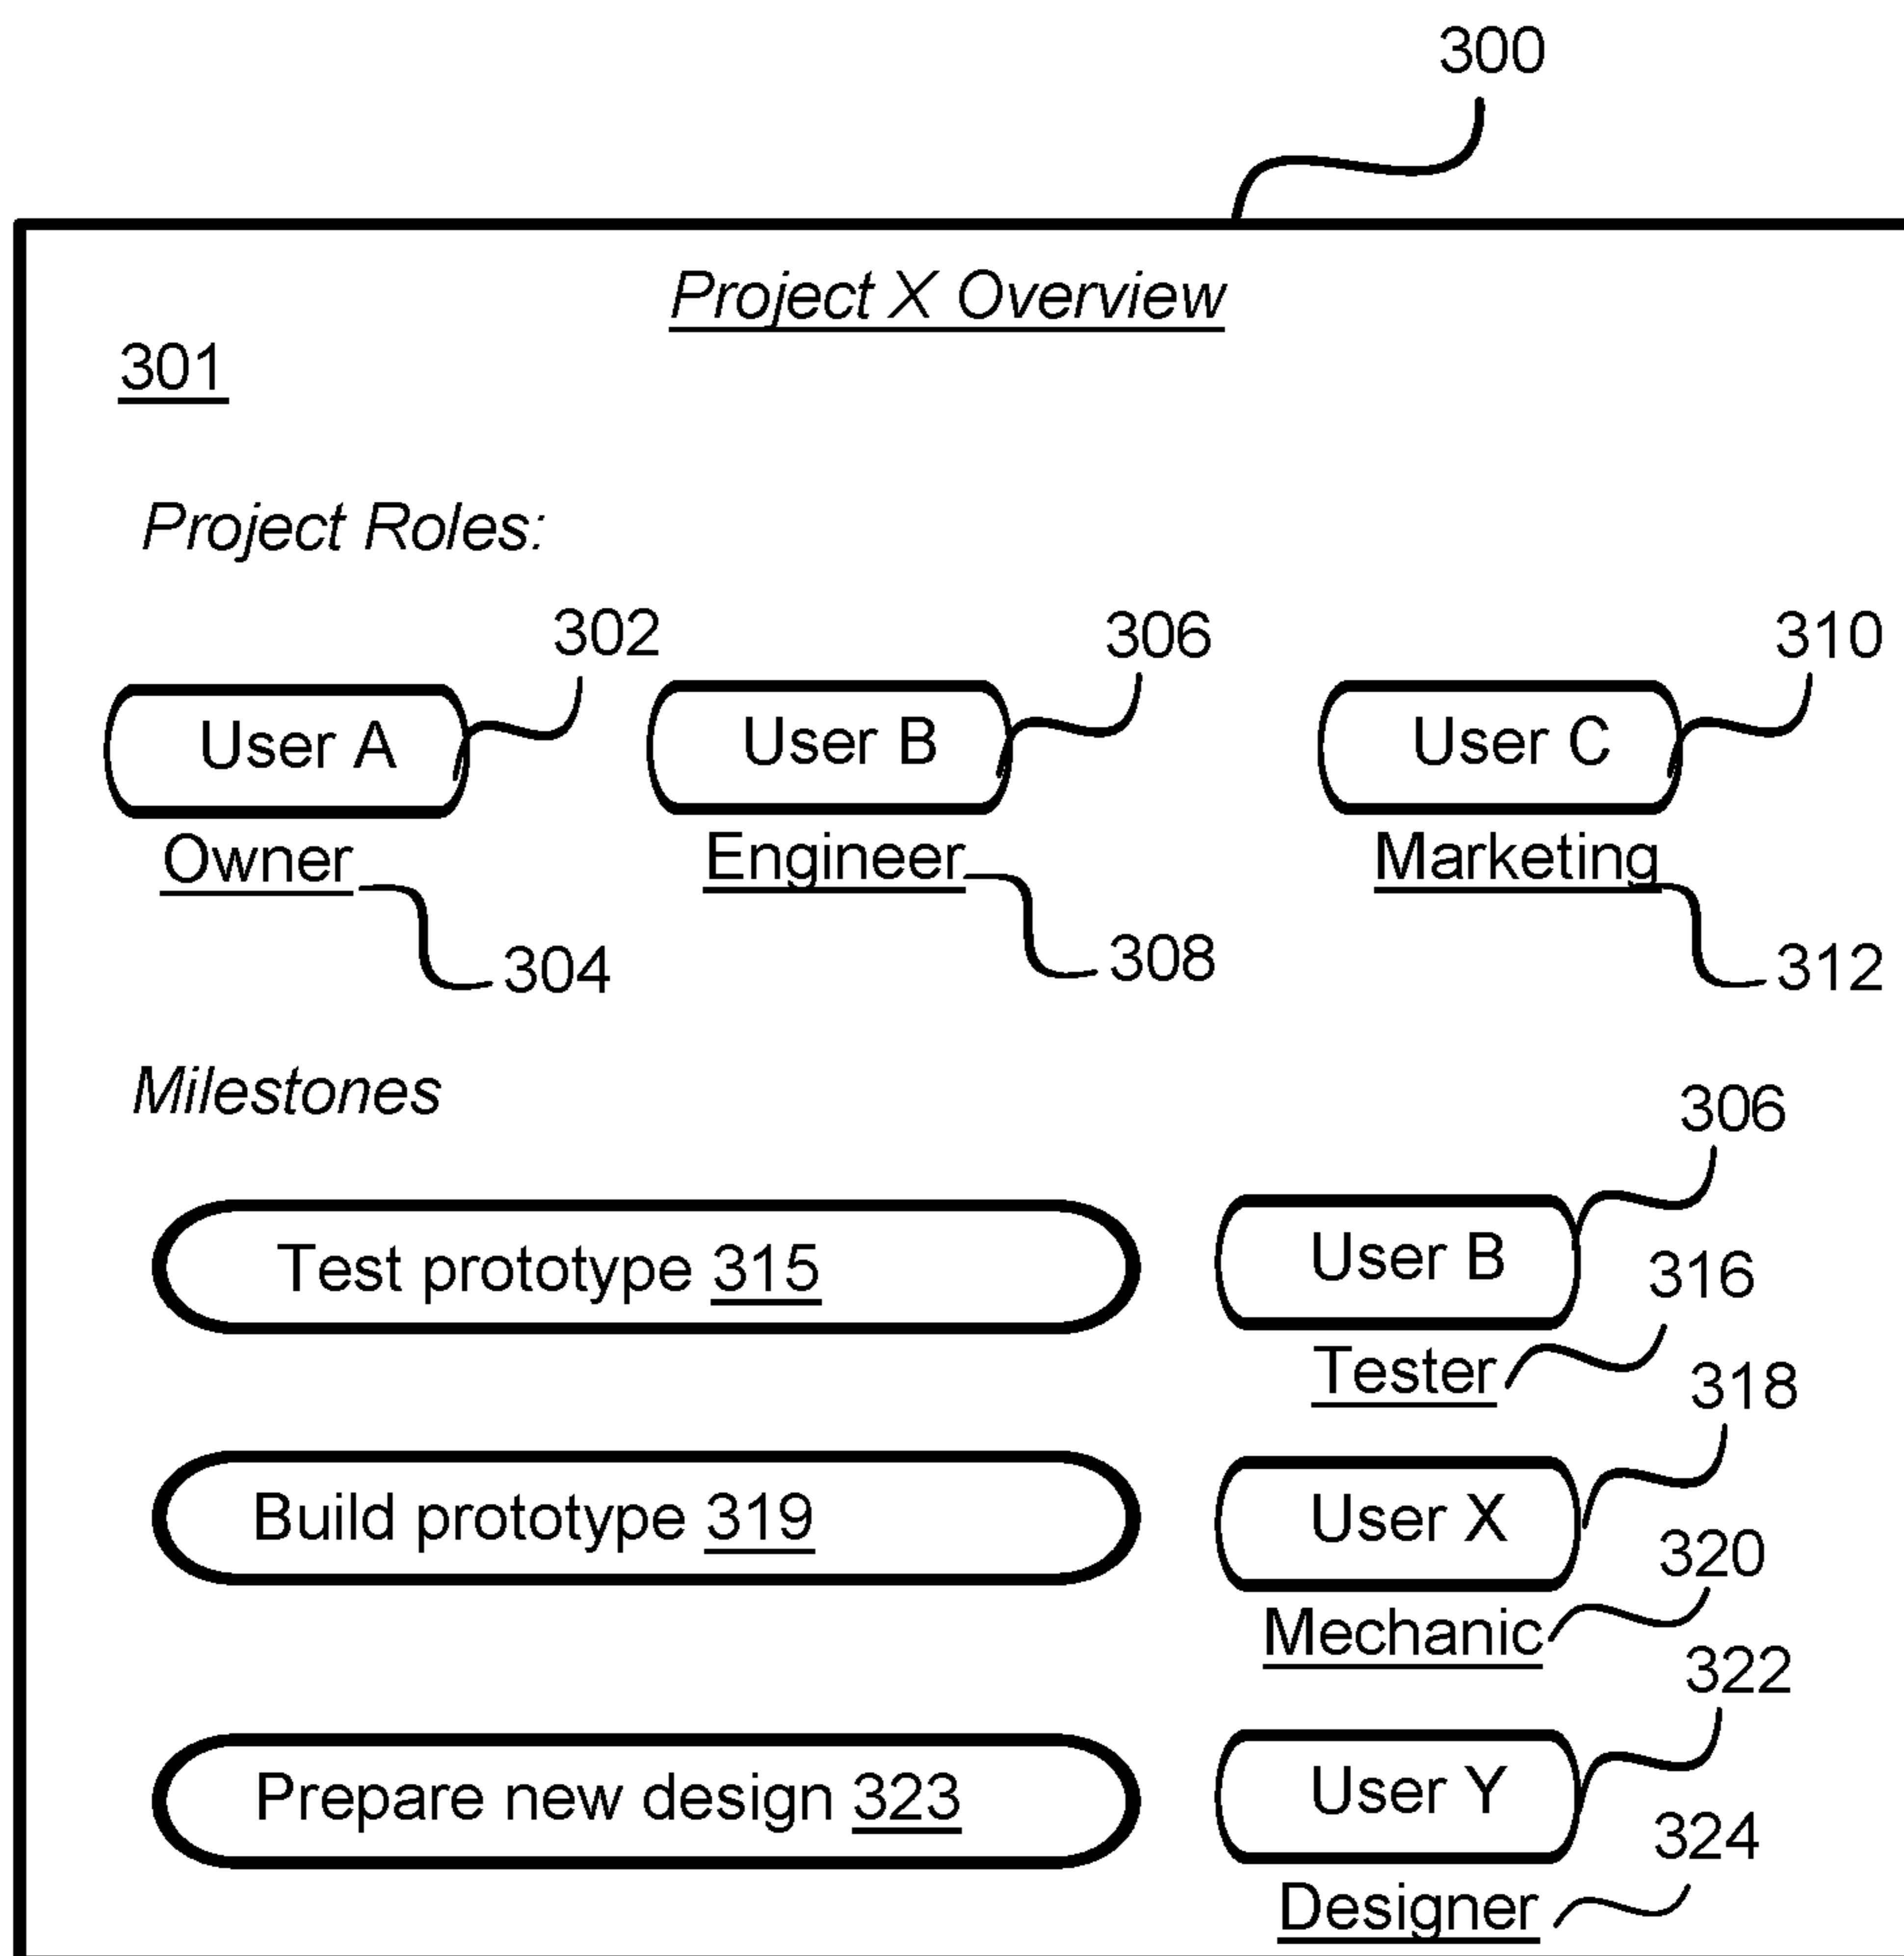 300
Project X Overview
301
Project Roles:
302 306 310
User A User B User C
Owner Engineer Marketing
304 308 312
Milestones
306
Test prototype 315 User B
316
Tester
318
Build prototype 319 User X
320
Mechanic
322
Prepare new design 323 User Y
324
Designer